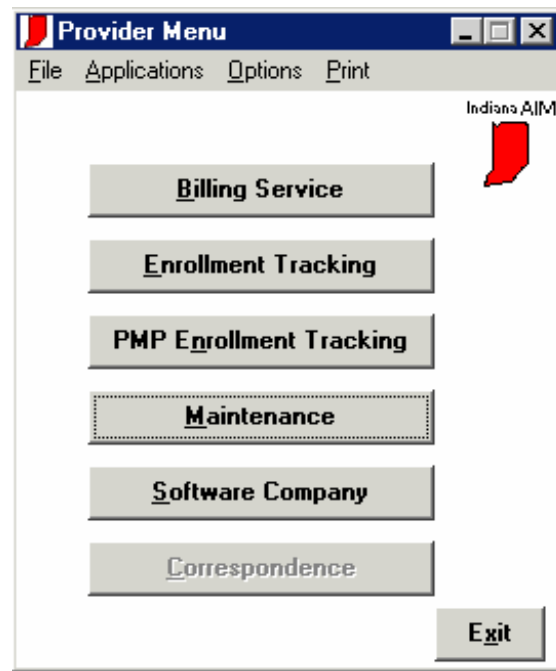 Provider Menu
File Applications Options Print
Indiana AIM
Billing Service
Enrollment Tracking
PMP Enrollment Tracking
Maintenance
Software Company
Correspondence
Exit